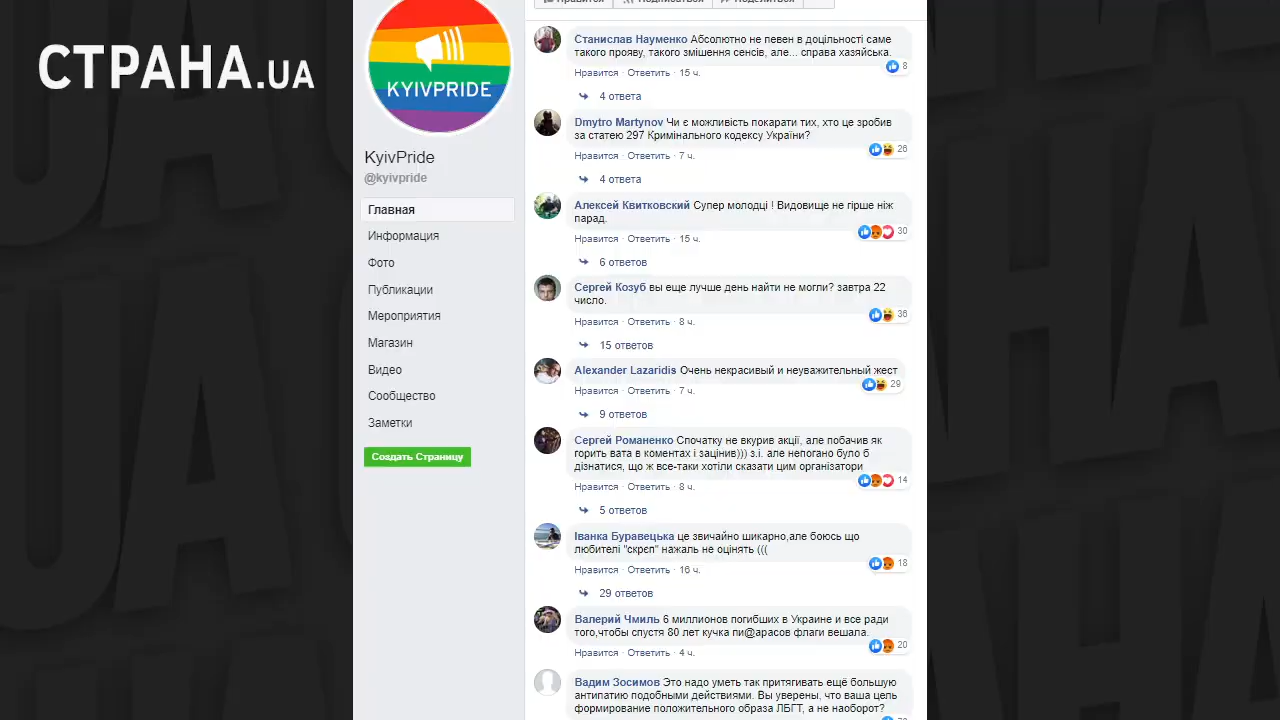 СТРАНА.UA
KYIVPRIDE
KyivPride
@kyivpride
Главная
Информация
Фото
Публикации
Мероприятия
Магазин
Видео
Сообщество
Заметки
Создать Страницу
Нравится Подписаться Поделиться
Станислав Науменко Абсолютно не певен в доцільності саме
такого прояву, такого змішення сенсів, але... справа хазяйська.
8
Нравится · Ответить · 15 ч.
4 ответа
Dmytro Martynov Чи є можливість покарати тих, хто це зробив
за статею 297 Кримінального кодексу України?
26
Нравится · Ответить · 7 ч.
4 ответа
Алексей Квитковский Супер молодці ! Видовище не гірше ніж
парад.
30
Нравится · Ответить · 15 ч.
6 ответов
Сергей Козуб вы еще лучше день найти не могли? завтра 22
число.
36
Нравится · Ответить · 8 ч.
15 ответов
Alexander Lazaridis Очень некрасивый и неуважительный жест
29
Нравится · Ответить · 7 ч.
9 ответов
Сергей Романенко Спочатку не вкурив акції, але побачив як
горить вата в коментах і зацінив))) з.і. але непогано було б
дізнатися, що ж все-таки хотіли сказати цим організатори
14
Нравится · Ответить · 8 ч.
5 ответов
Іванка Буравецька це звичайно шикарно,але боюсь що
любителі "скреп" нажаль не оцінять (((
18
Нравится · Ответить · 16 ч.
29 ответов
Валерий Чмиль 6 миллионов погибших в Украине и все ради
того,чтобы спустя 80 лет кучка пи@арасов флаги вешала.
20
Нравится · Ответить · 4 ч.
Вадим Зосимов Это надо уметь так притягивать ещё большую
антипатию подобными действиями. Вы уверены, что ваша цель
формирование положительного образа ЛБГТ, а не наоборот?